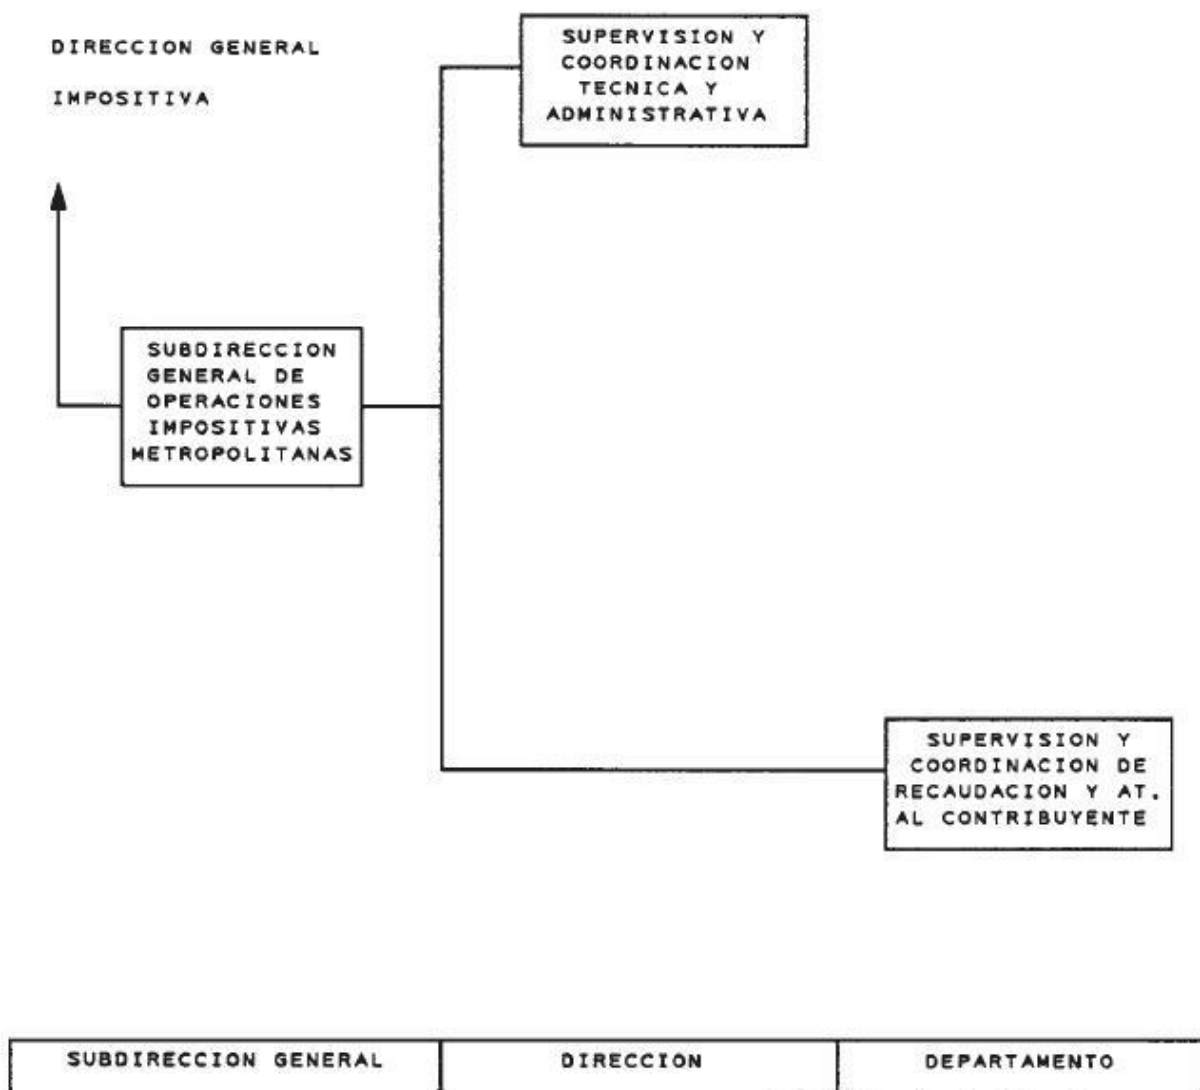 DIRECCION GENERAL
IMPOSITIVA
SUPERVISION Y
COORDINACION
TECNICA Y
ADMINISTRATIVA
SUBDIRECCION
GENERAL DE
OPERACIONES
IMPOSITIVAS
METROPOLITANAS
SUPERVISION Y
COORDINACION DE
RECAUDACION Y AT.
AL CONTRIBUYENTE
SUBDIRECCION GENERAL
DIRECCION
DEPARTAMENTO